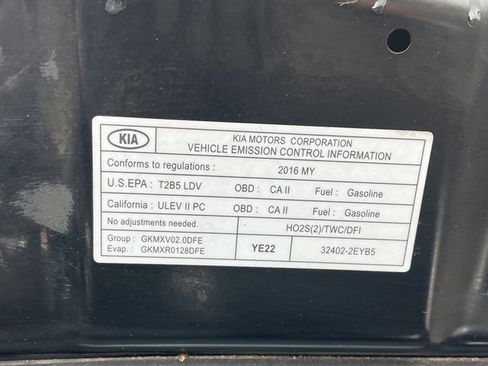 KIA
KIA MOTORS CORPORATION
VEHICLE EMISSION CONTROL INFORMATION
Conforms to regulations : 2016 MY
U.S.EPA : T2B5 LDV OBD : CA II Fuel : Gasoline
California : ULEV II PC OBD : CA II Fuel : Gasoline
No adjustments needed. HO2S(2)/TWC/DFI
Group : GKMXV02.0DFE
Evap. : GKMXR0128DFE
YE22 32402-2EYB5